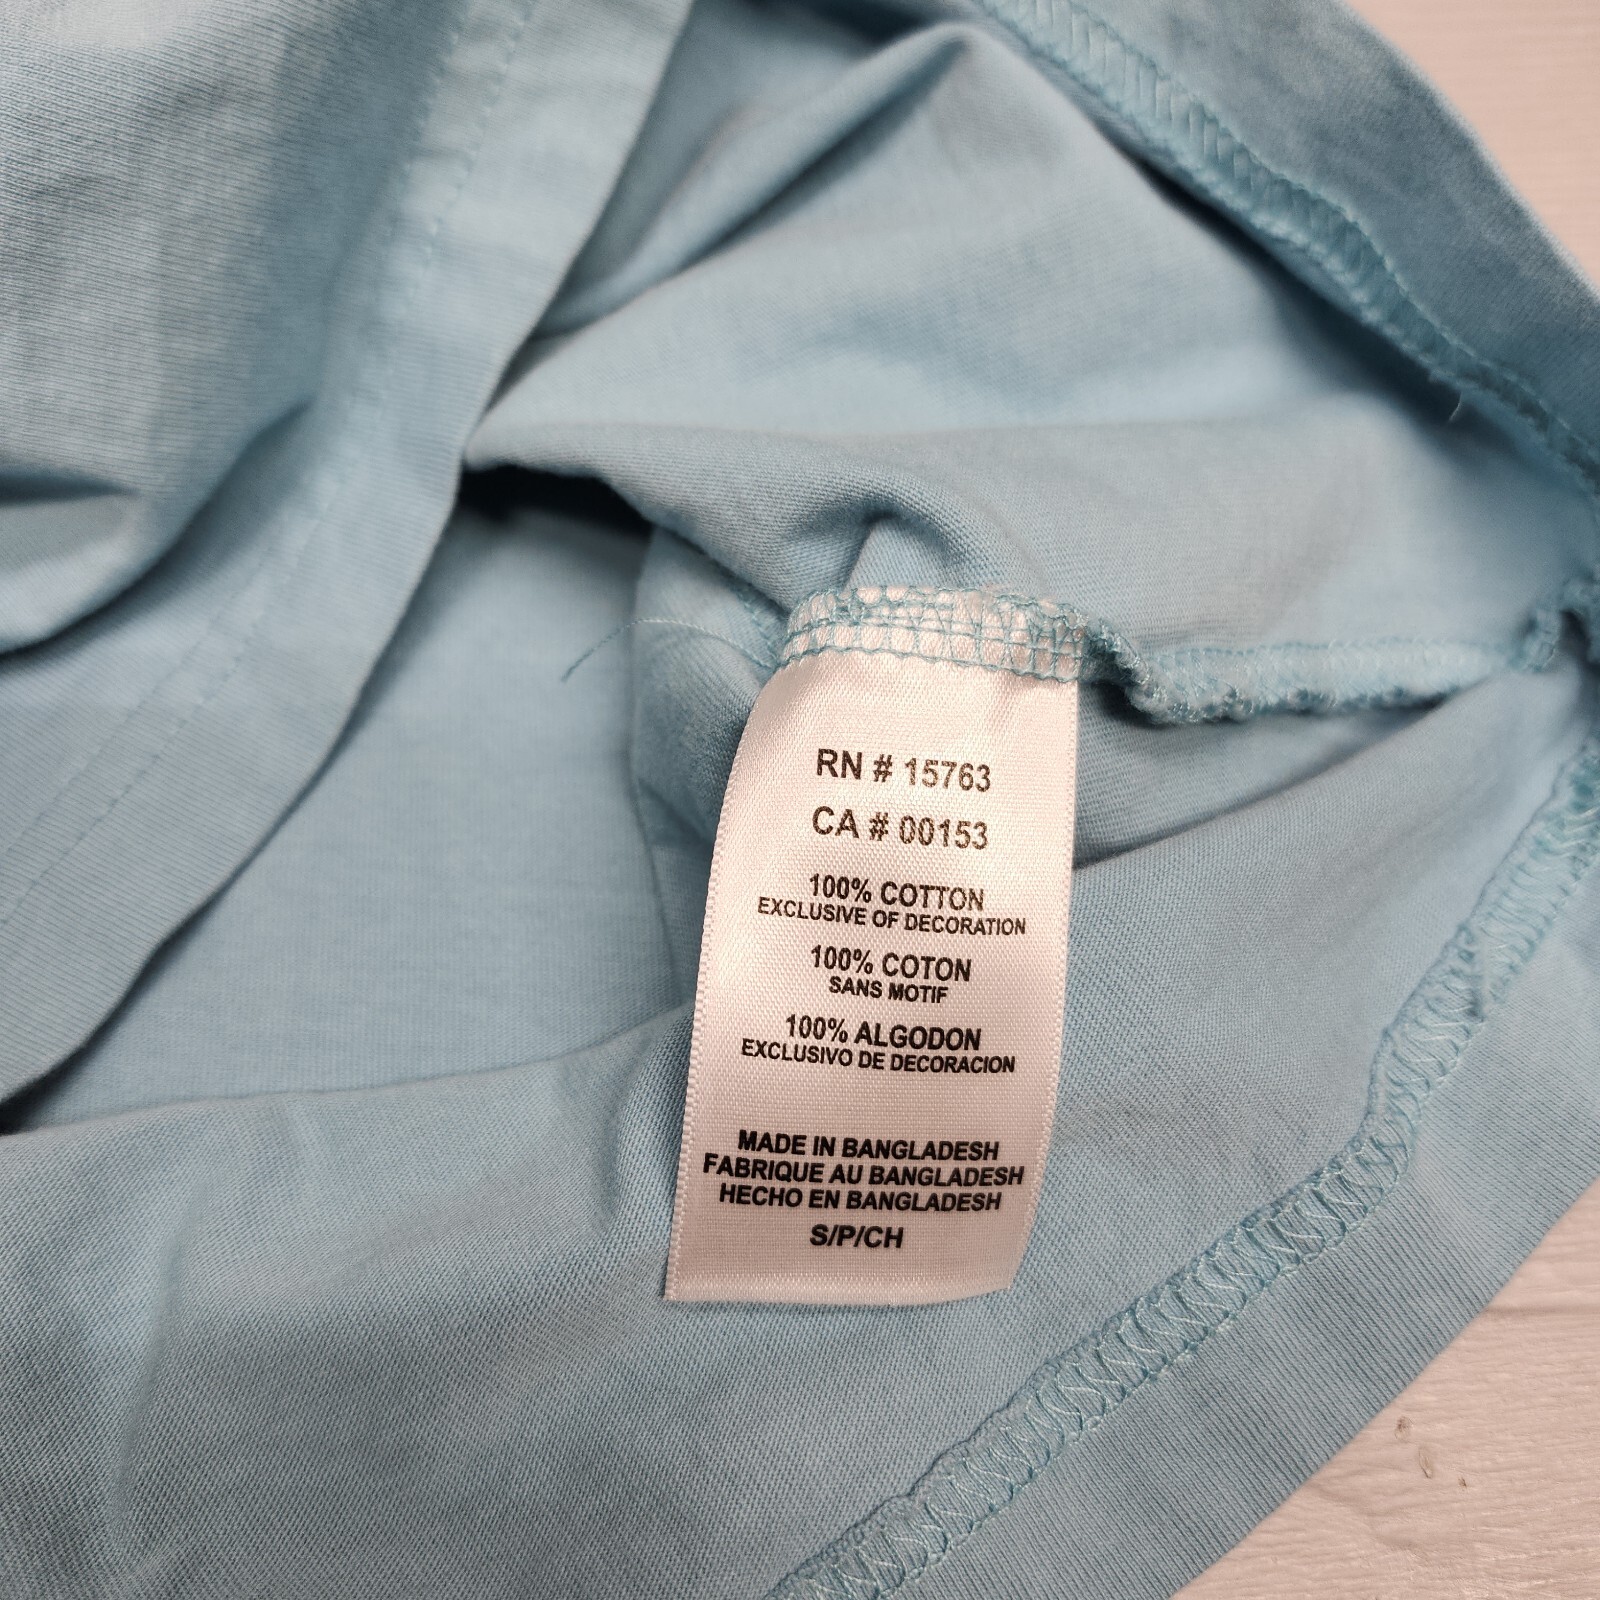 RN # 15763
CA # 00153
100% COTTON
EXCLUSIVE OF DECORATION
100% COTON
SANS MOTIF
100% ALGODON
EXCLUSIVO DE DECORACION
MADE IN BANGLADESH
FABRIQUE AU BANGLADESH
HECHO EN BANGLADESH
S/P/CH